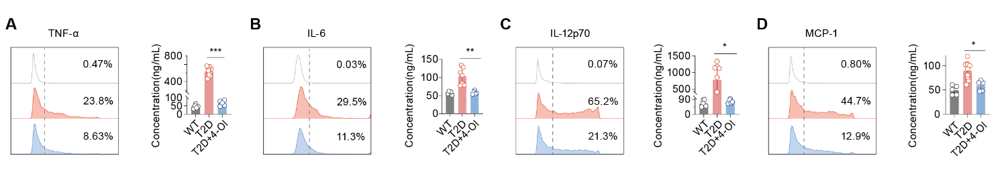 A
TNF-α
0.47%
23.8%
8.63%
Concentration(ng/mL)
800
400
100
50
0
***
WT
T2D
T2D+4-OI
B
IL-6
0.03%
29.5%
11.3%
Concentration(ng/mL)
150
100
50
0
**
WT
T2D
T2D+4-OI
C
IL-12p70
0.07%
65.2%
21.3%
Concentration(ng/mL)
1500
1000
500
90
0
*
WT
T2D
T2D+4-OI
D
MCP-1
0.80%
44.7%
12.9%
Concentration(ng/mL)
100
50
0
*
WT
T2D
T2D+4-OI